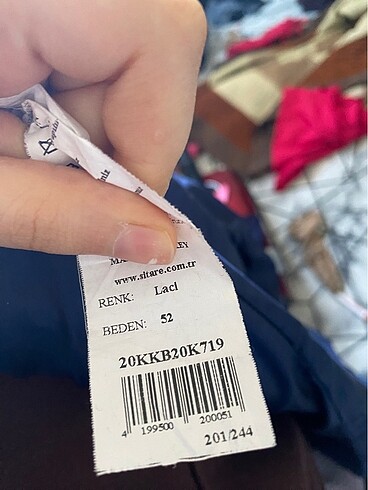 www.sitare.com.tr
RENK: Laci
BEDEN: 52
20KKB20K719
4 199500 200051
201/244